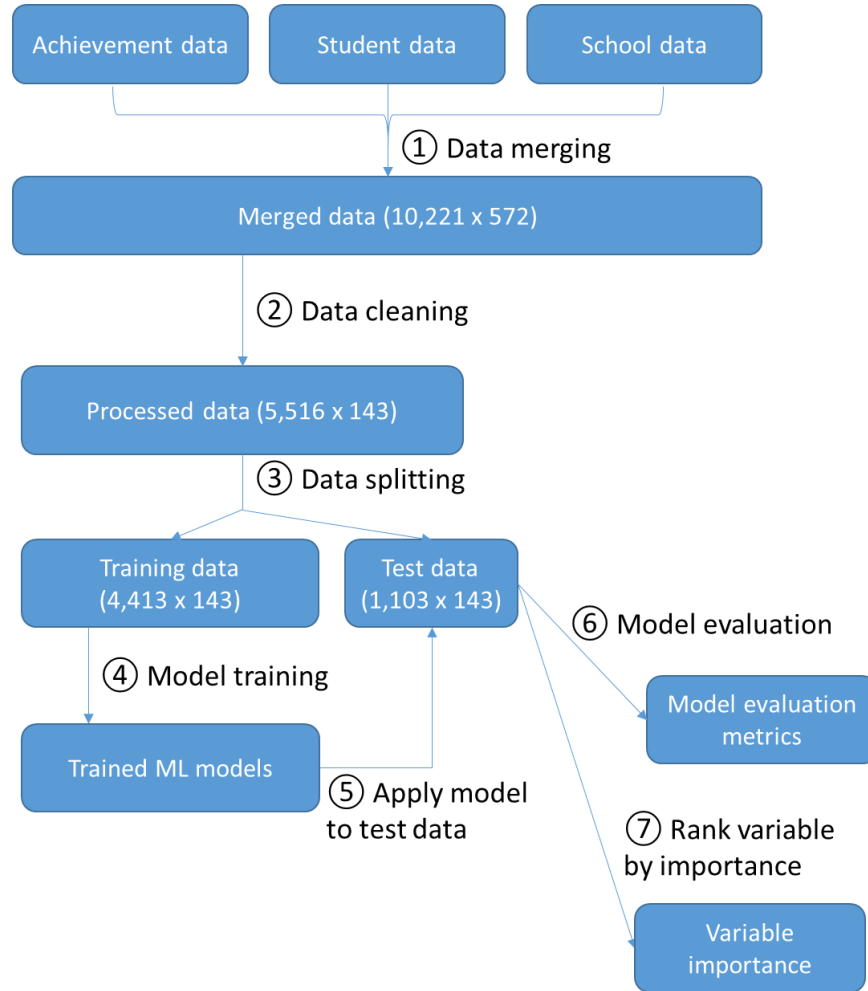 Achievement data
Student data
School data
① Data merging
Merged data (10,221 x 572)
② Data cleaning
Processed data (5,516 x 143)
③ Data splitting
Training data
(4,413 x 143)
Test data
(1,103 x 143)
⑥ Model evaluation
④ Model training
Model evaluation
metrics
Trained ML models
⑤ Apply model
to test data
⑦ Rank variable
by importance
Variable
importance